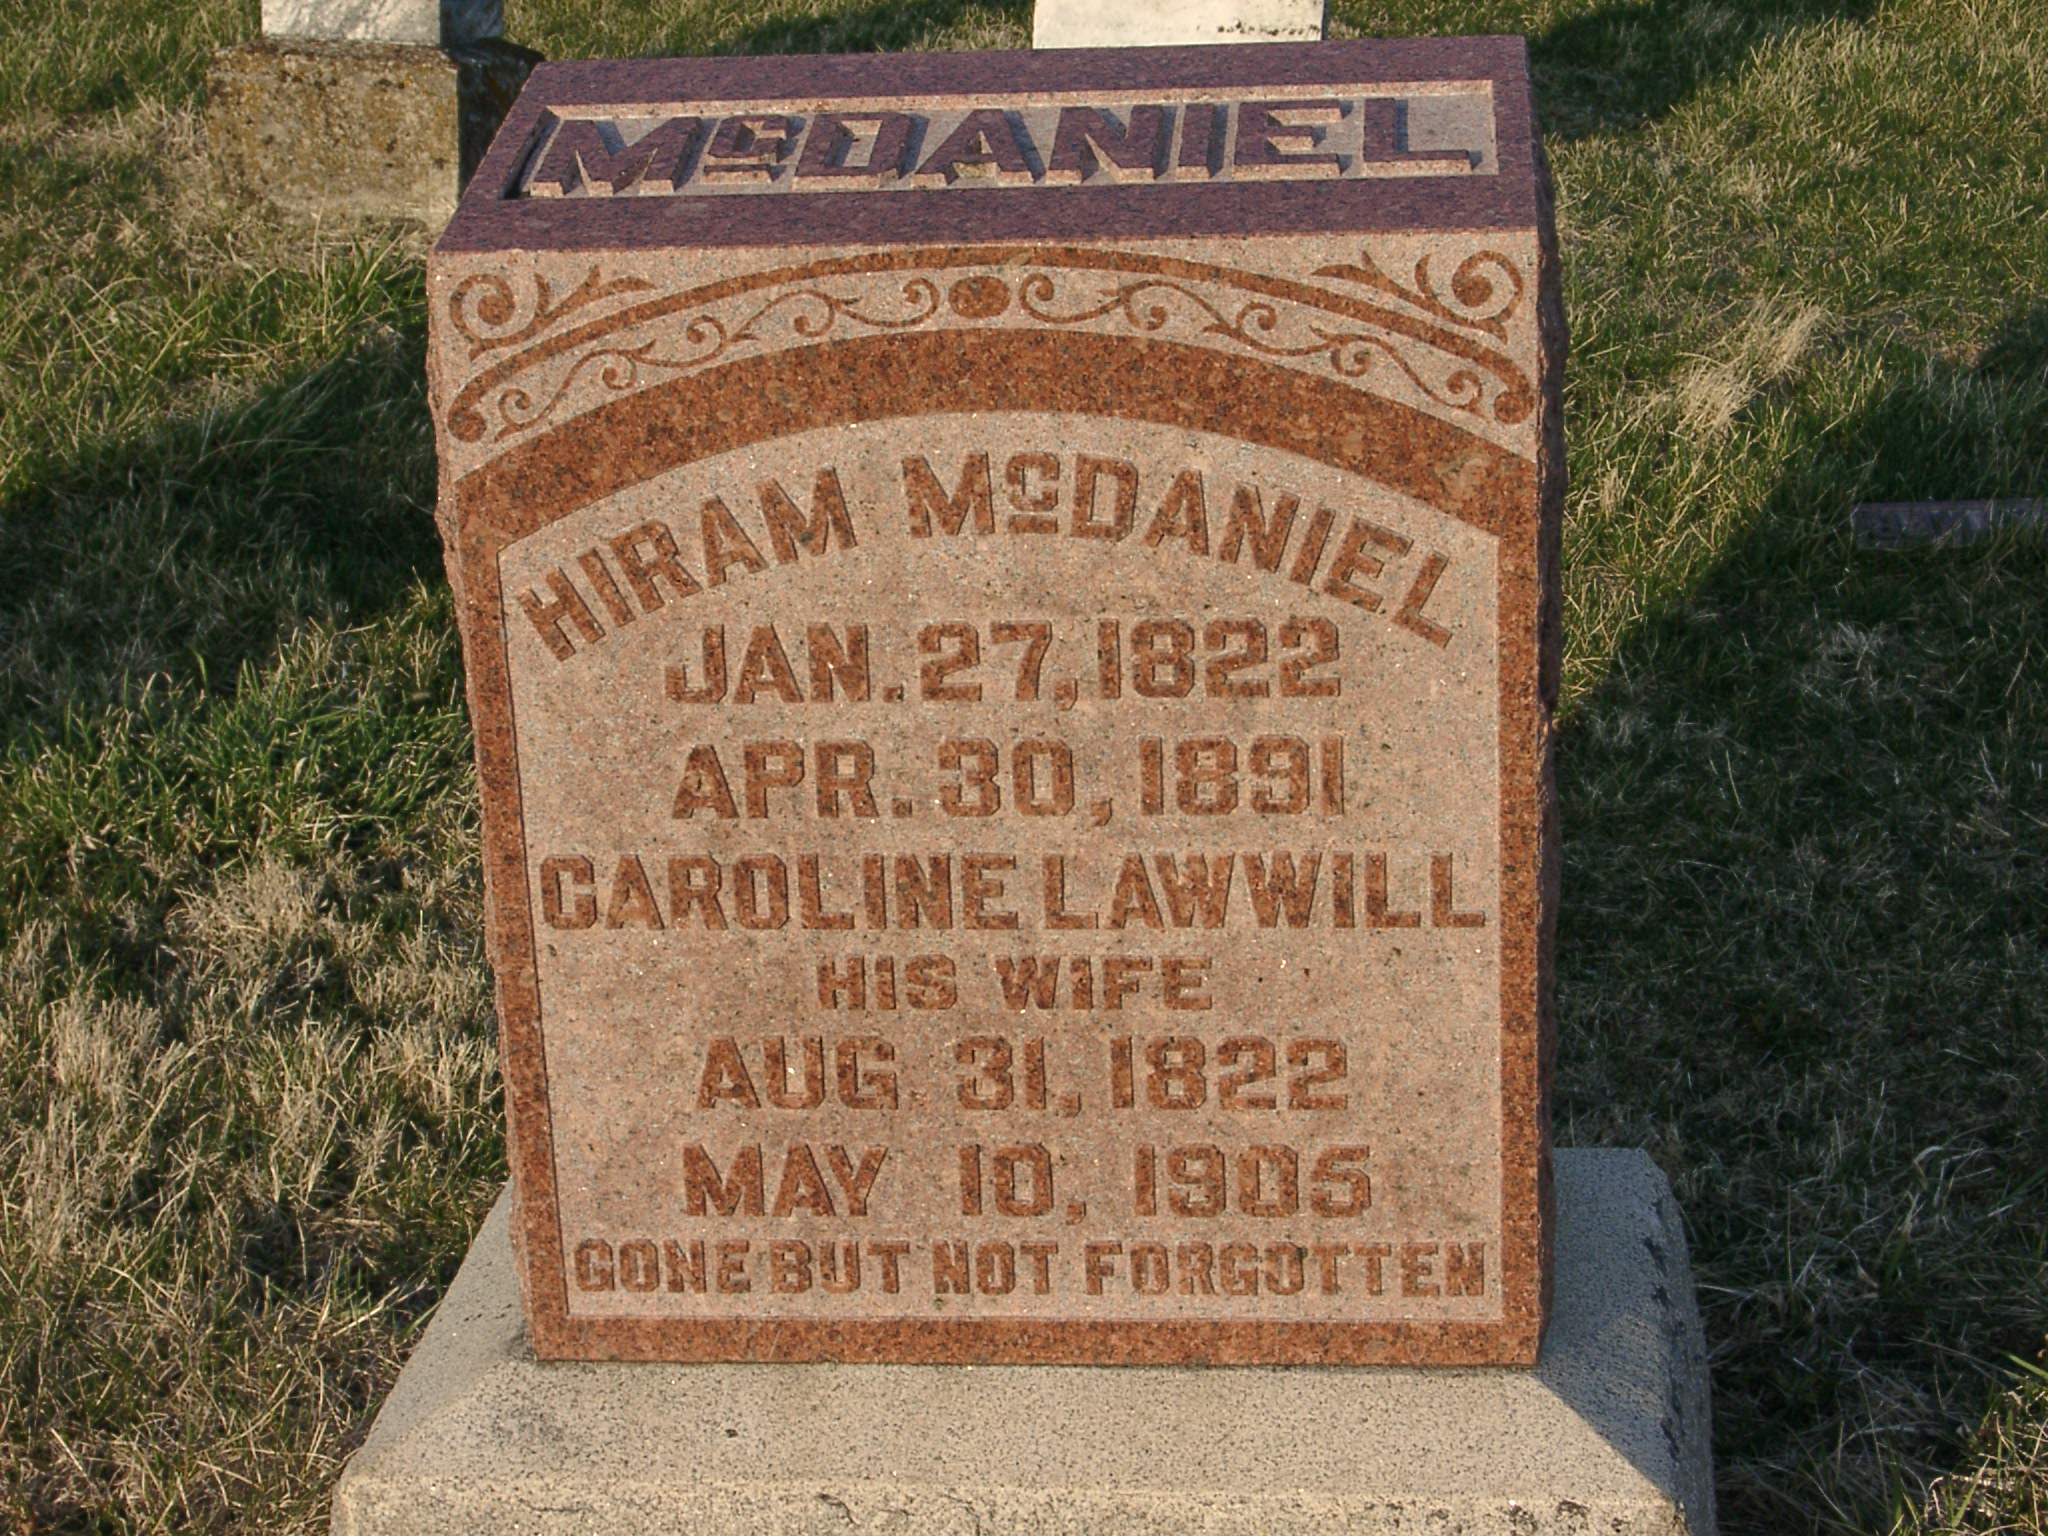 McDANIEL
HIRAM McDANIEL
JAN. 27, 1822
APR. 30, 1891
CAROLINE LAWWILL
HIS WIFE
AUG 31, 1822
MAY 10, 1905
GONE BUT NOT FORGOTTEN